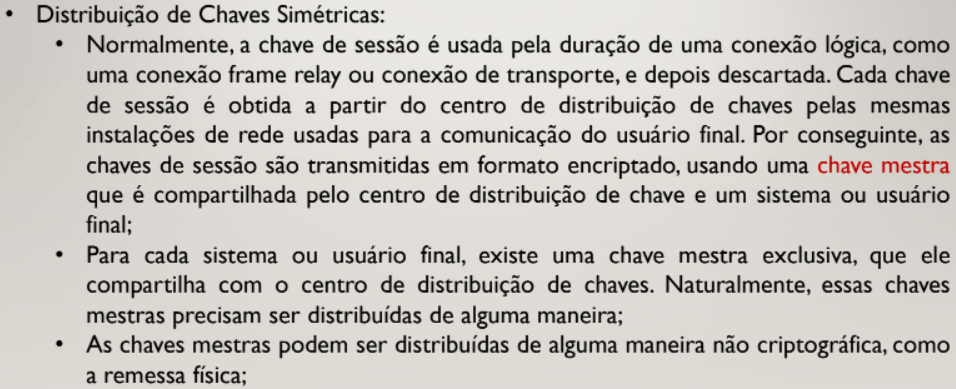 • Distribuição de Chaves Simétricas:
• Normalmente, a chave de sessão é usada pela duração de uma conexão lógica, como
uma conexão frame relay ou conexão de transporte, e depois descartada. Cada chave
de sessão é obtida a partir do centro de distribuição de chaves pelas mesmas
instalações de rede usadas para a comunicação do usuário final. Por conseguinte, as
chaves de sessão são transmitidas em formato encriptado, usando uma chave mestra
que é compartilhada pelo centro de distribuição de chave e um sistema ou usuário
final;
• Para cada sistema ou usuário final, existe uma chave mestra exclusiva, que ele
compartilha com o centro de distribuição de chaves. Naturalmente, essas chaves
mestras precisam ser distribuídas de alguma maneira;
• As chaves mestras podem ser distribuídas de alguma maneira não criptográfica, como
a remessa física;